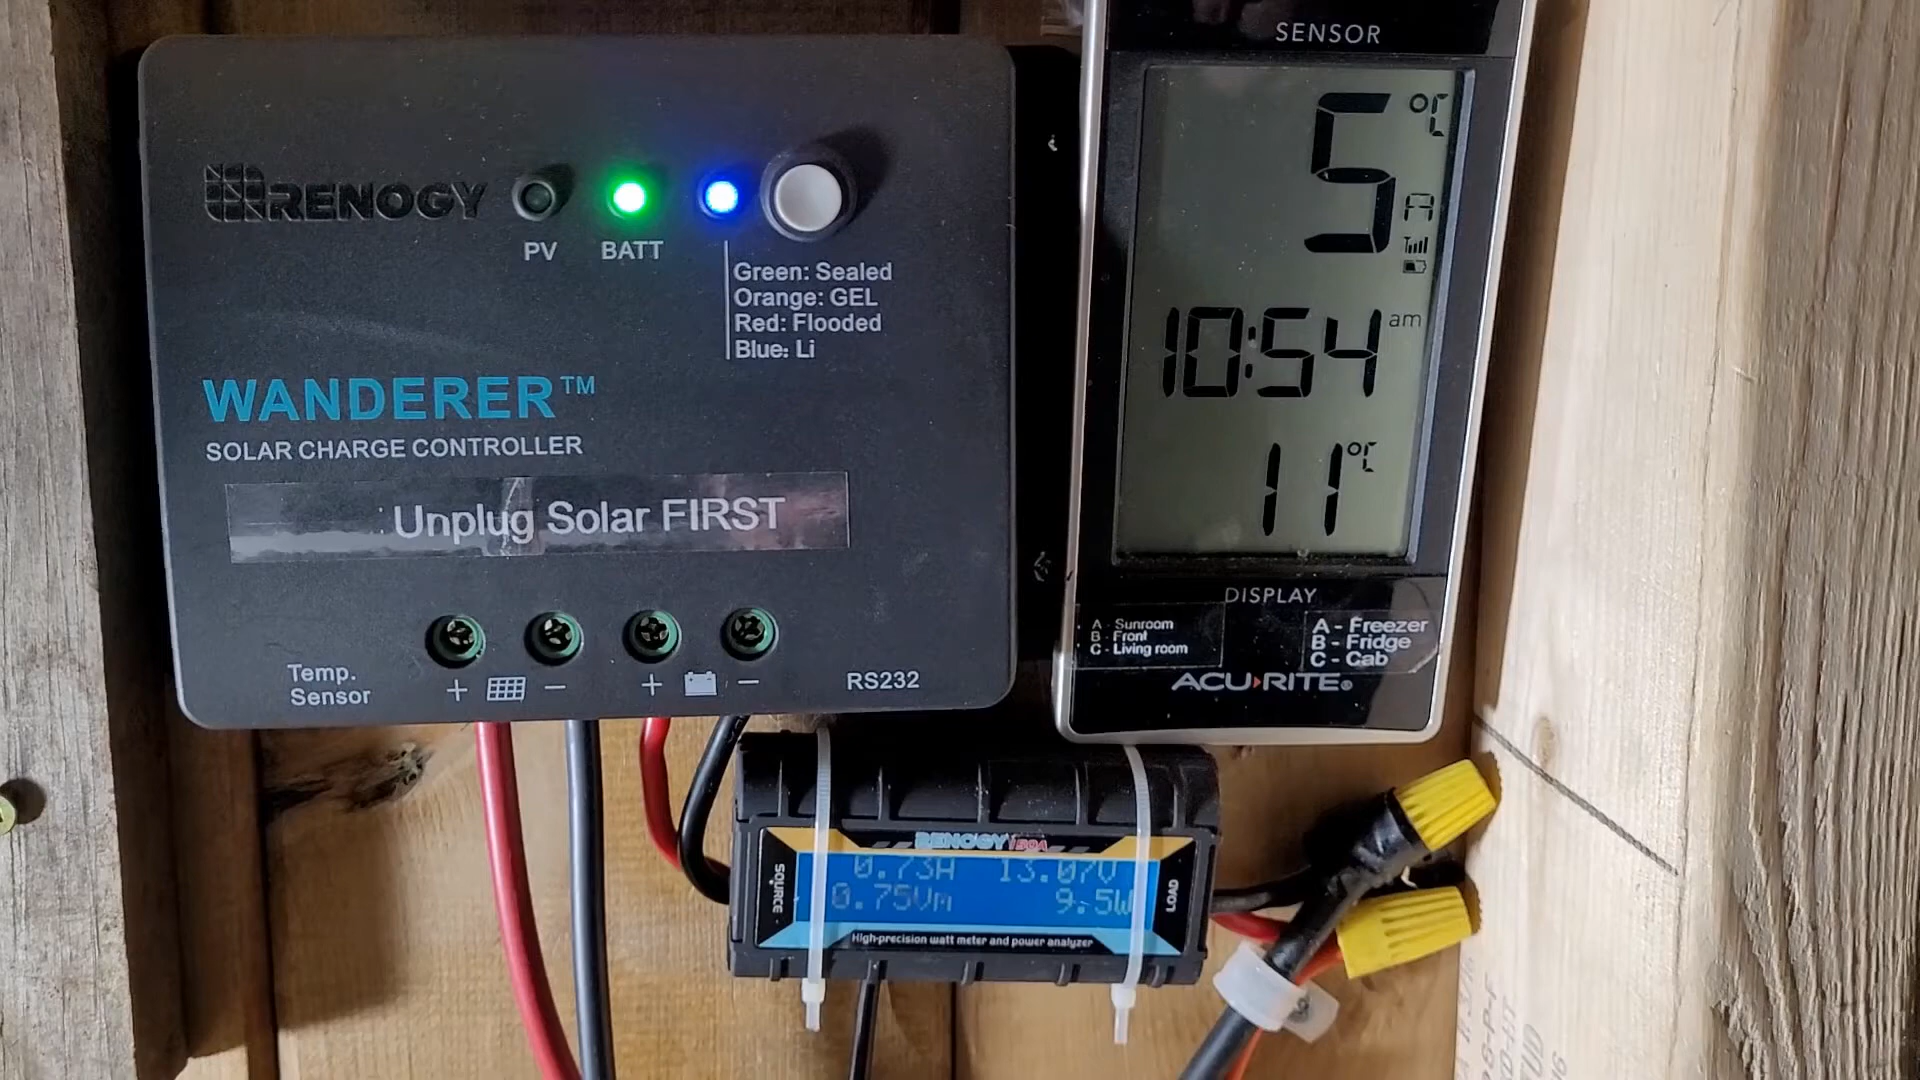 RENOGY
PV BATT
Green: Sealed
Orange: GEL
Red: Flooded
Blue: Li
WANDERER™
SOLAR CHARGE CONTROLLER
Unplug Solar FIRST
Temp.
Sensor
+ − + −
RS232
SENSOR
5 °C
A
10:54 am
11 °C
DISPLAY
A - Sunroom
B - Front
C - Living room
A - Freezer
B - Fridge
C - Cab
ACU RITE®
RENOGY 150A
SOURCE
0.73A 13.07V
0.75Vm 9.5W
LOAD
High-precision watt meter and power analyzer
S-P-F